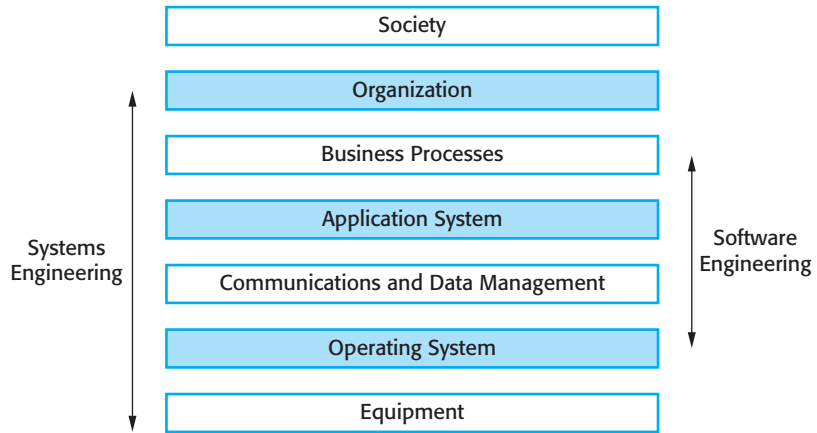 Society
Organization
Business Processes
Application System
Communications and Data Management
Operating System
Equipment
Systems
Engineering
Software
Engineering